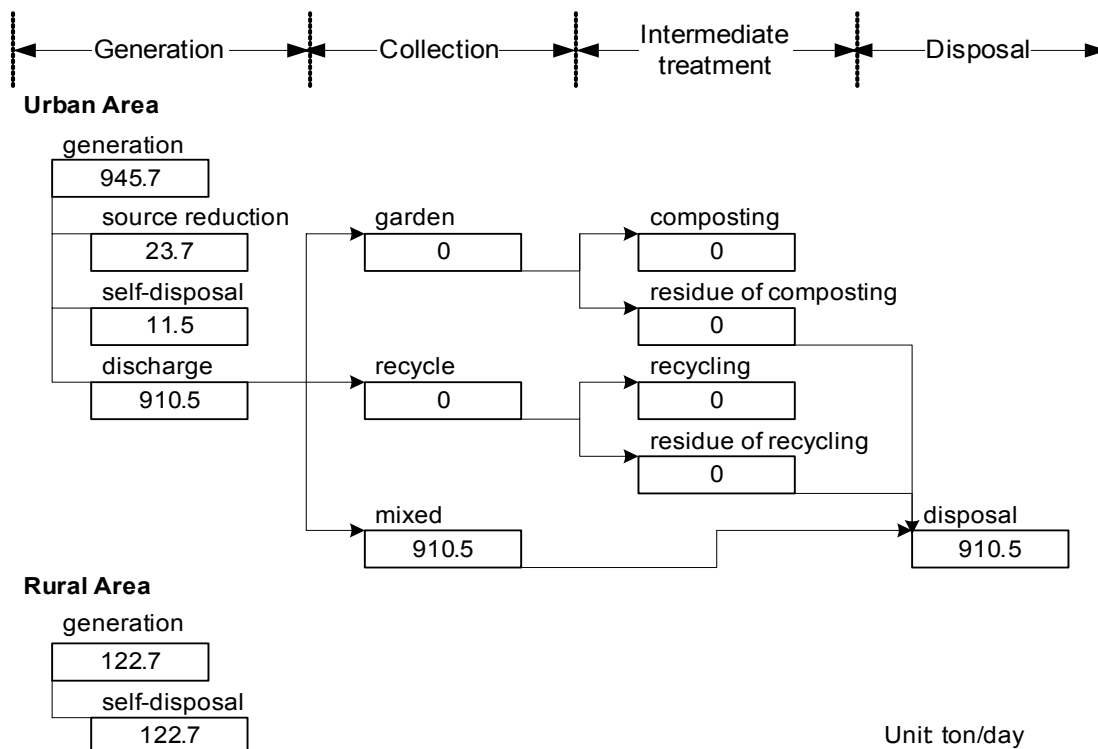 Generation
Collection
Intermediate
treatment
Disposal
Urban Area
generation
945.7
source reduction
garden
composting
23.7
0
0
self-disposal
residue of composting
11.5
0
discharge
recycle
recycling
910.5
0
0
residue of recycling
0
mixed
disposal
910.5
910.5
Rural Area
generation
122.7
self-disposal
122.7
Unit: ton/day